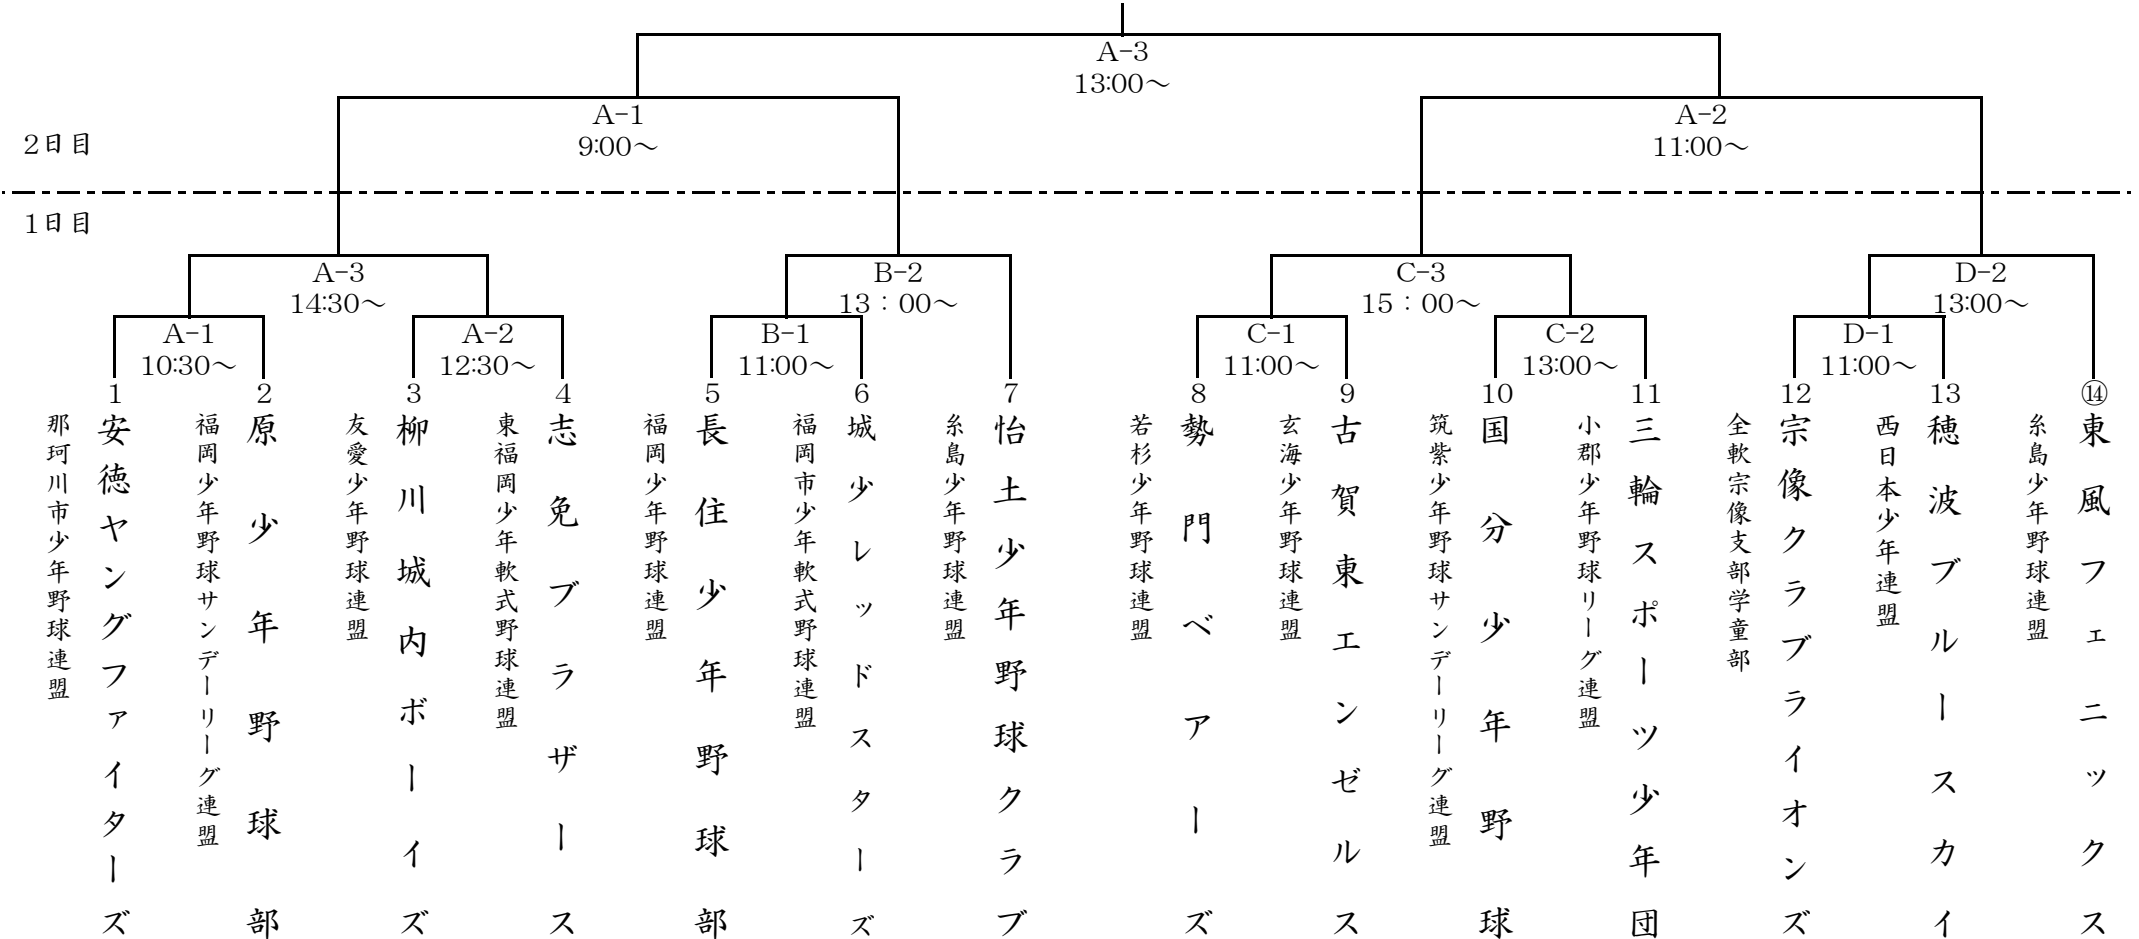 A-3
13:00～
A-1
9:00～
A-2
11:00～
2日目
1日目
A-3
14:30～
B-2
13：00～
C-3
15：00～
D-2
13:00～
A-1
10:30～
A-2
12:30～
B-1
11:00～
C-1
11:00～
C-2
13:00～
D-1
11:00～
1
安徳ヤングファイターズ
那珂川市少年野球連盟
2
原少年野球部
福岡少年野球サンデーリーグ連盟
3
柳川城内ボーイズ
友愛少年野球連盟
4
志免ブラザース
東福岡少年軟式野球連盟
5
長住少年野球部
福岡少年野球連盟
6
城少レッドスターズ
福岡市少年軟式野球連盟
7
怡土少年野球クラブ
糸島少年野球連盟
8
勢門ベアーズ
若杉少年野球連盟
9
古賀東エンゼルス
玄海少年野球連盟
10
国分少年野球
筑紫少年野球サンデーリーグ連盟
11
三輪スポーツ少年団
小郡少年野球リーグ連盟
12
宗像クラブライオンズ
全軟宗像支部学童部
13
穂波ブルースカイ
西日本少年連盟
⑭
東風フェニックス
糸島少年野球連盟